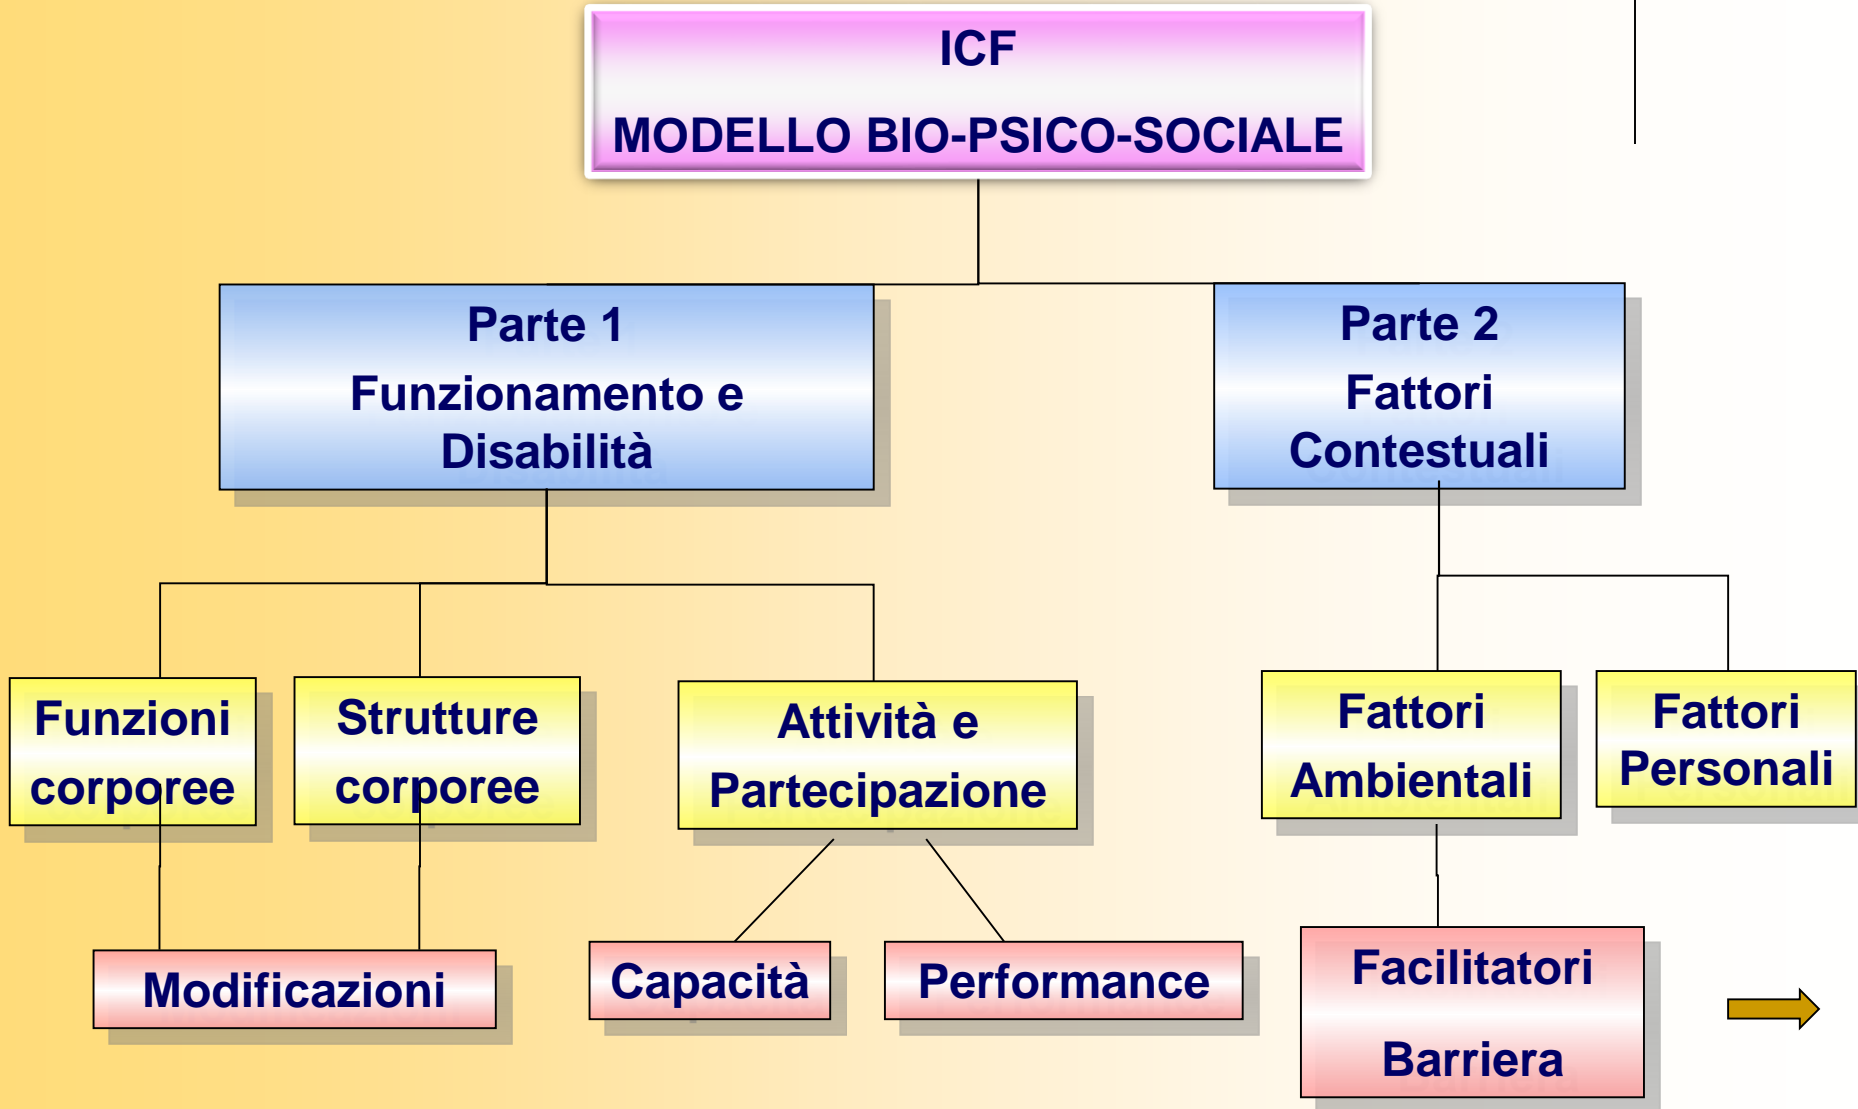 ICF
MODELLO BIO-PSICO-SOCIALE
Parte 1
Funzionamento e
Disabilità
Parte 2
Fattori
Contestuali
Funzioni
corporee
Strutture
corporee
Attività e
Partecipazione
Fattori
Ambientali
Fattori
Personali
Modificazioni
Capacità
Performance
Facilitatori
Barriera